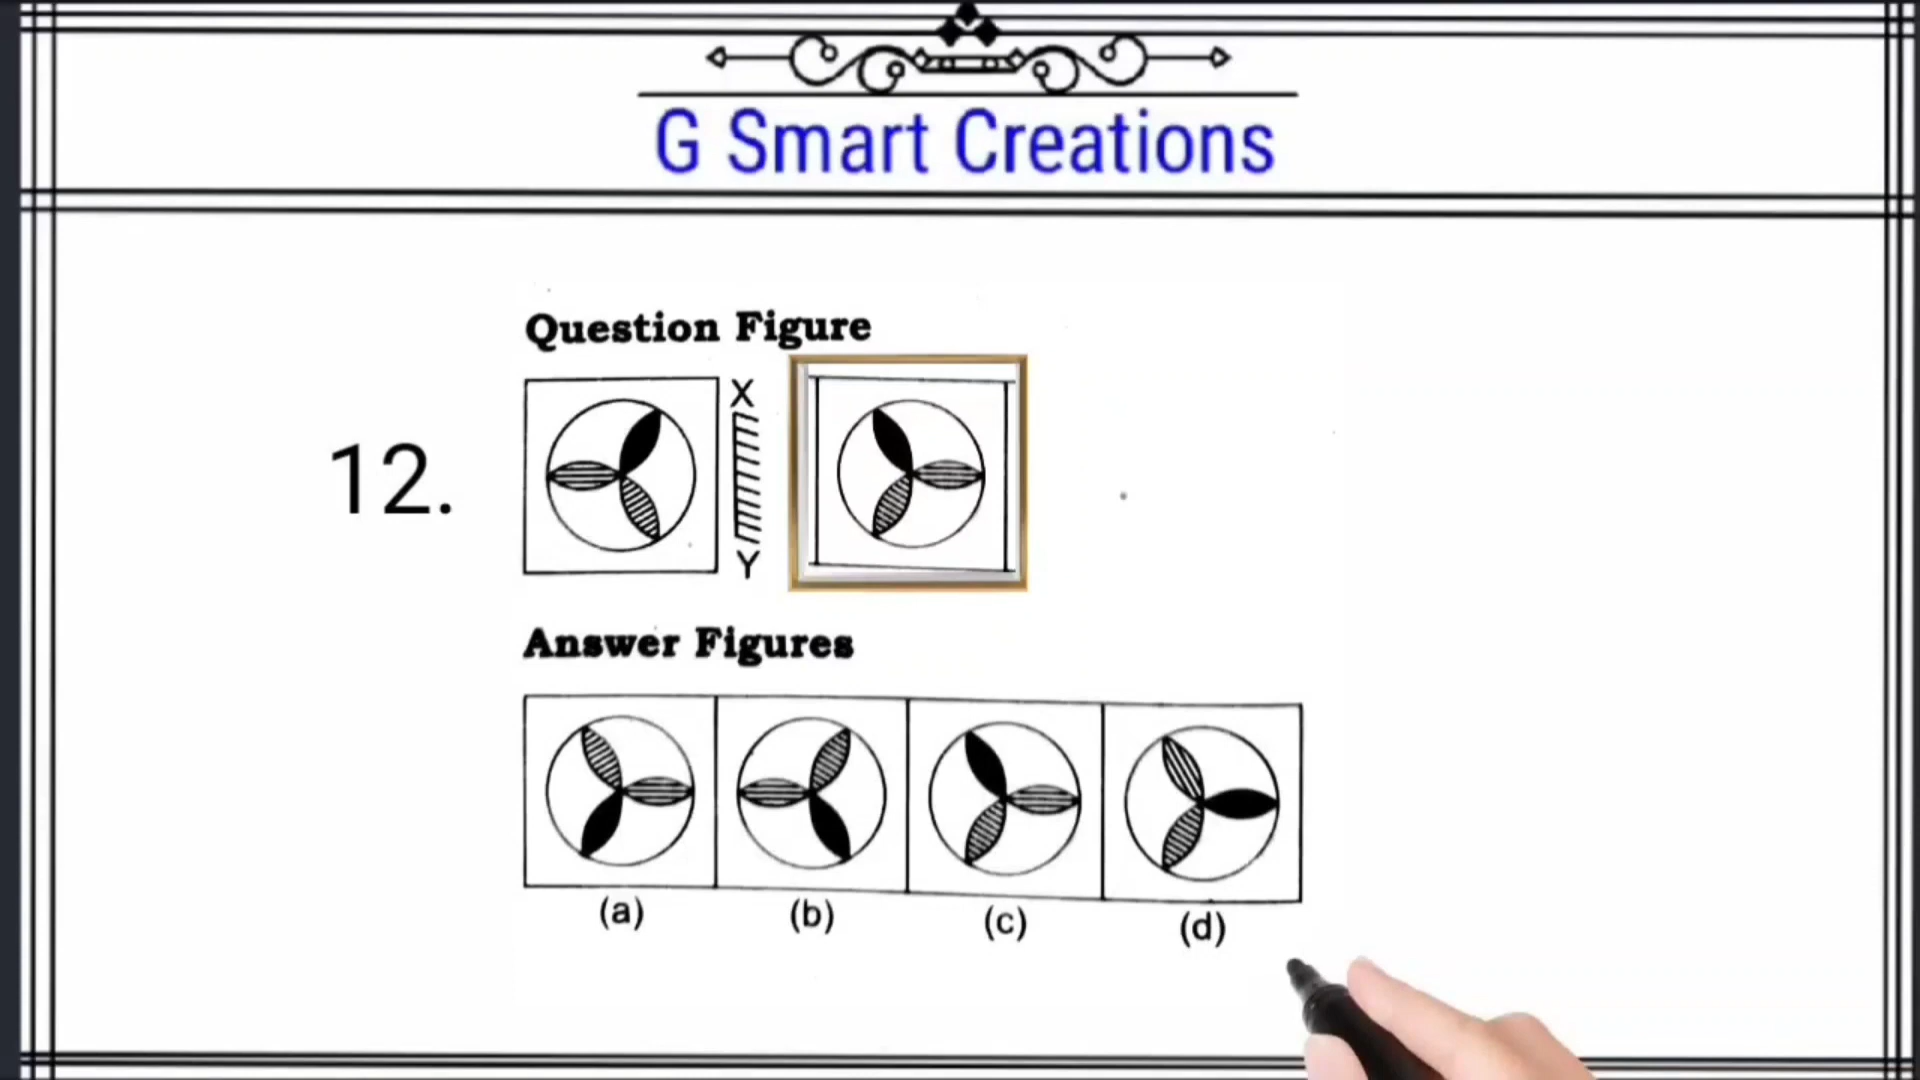 G Smart Creations
Question Figure
12.
X
Y
Answer Figures
(a) (b) (c) (d)